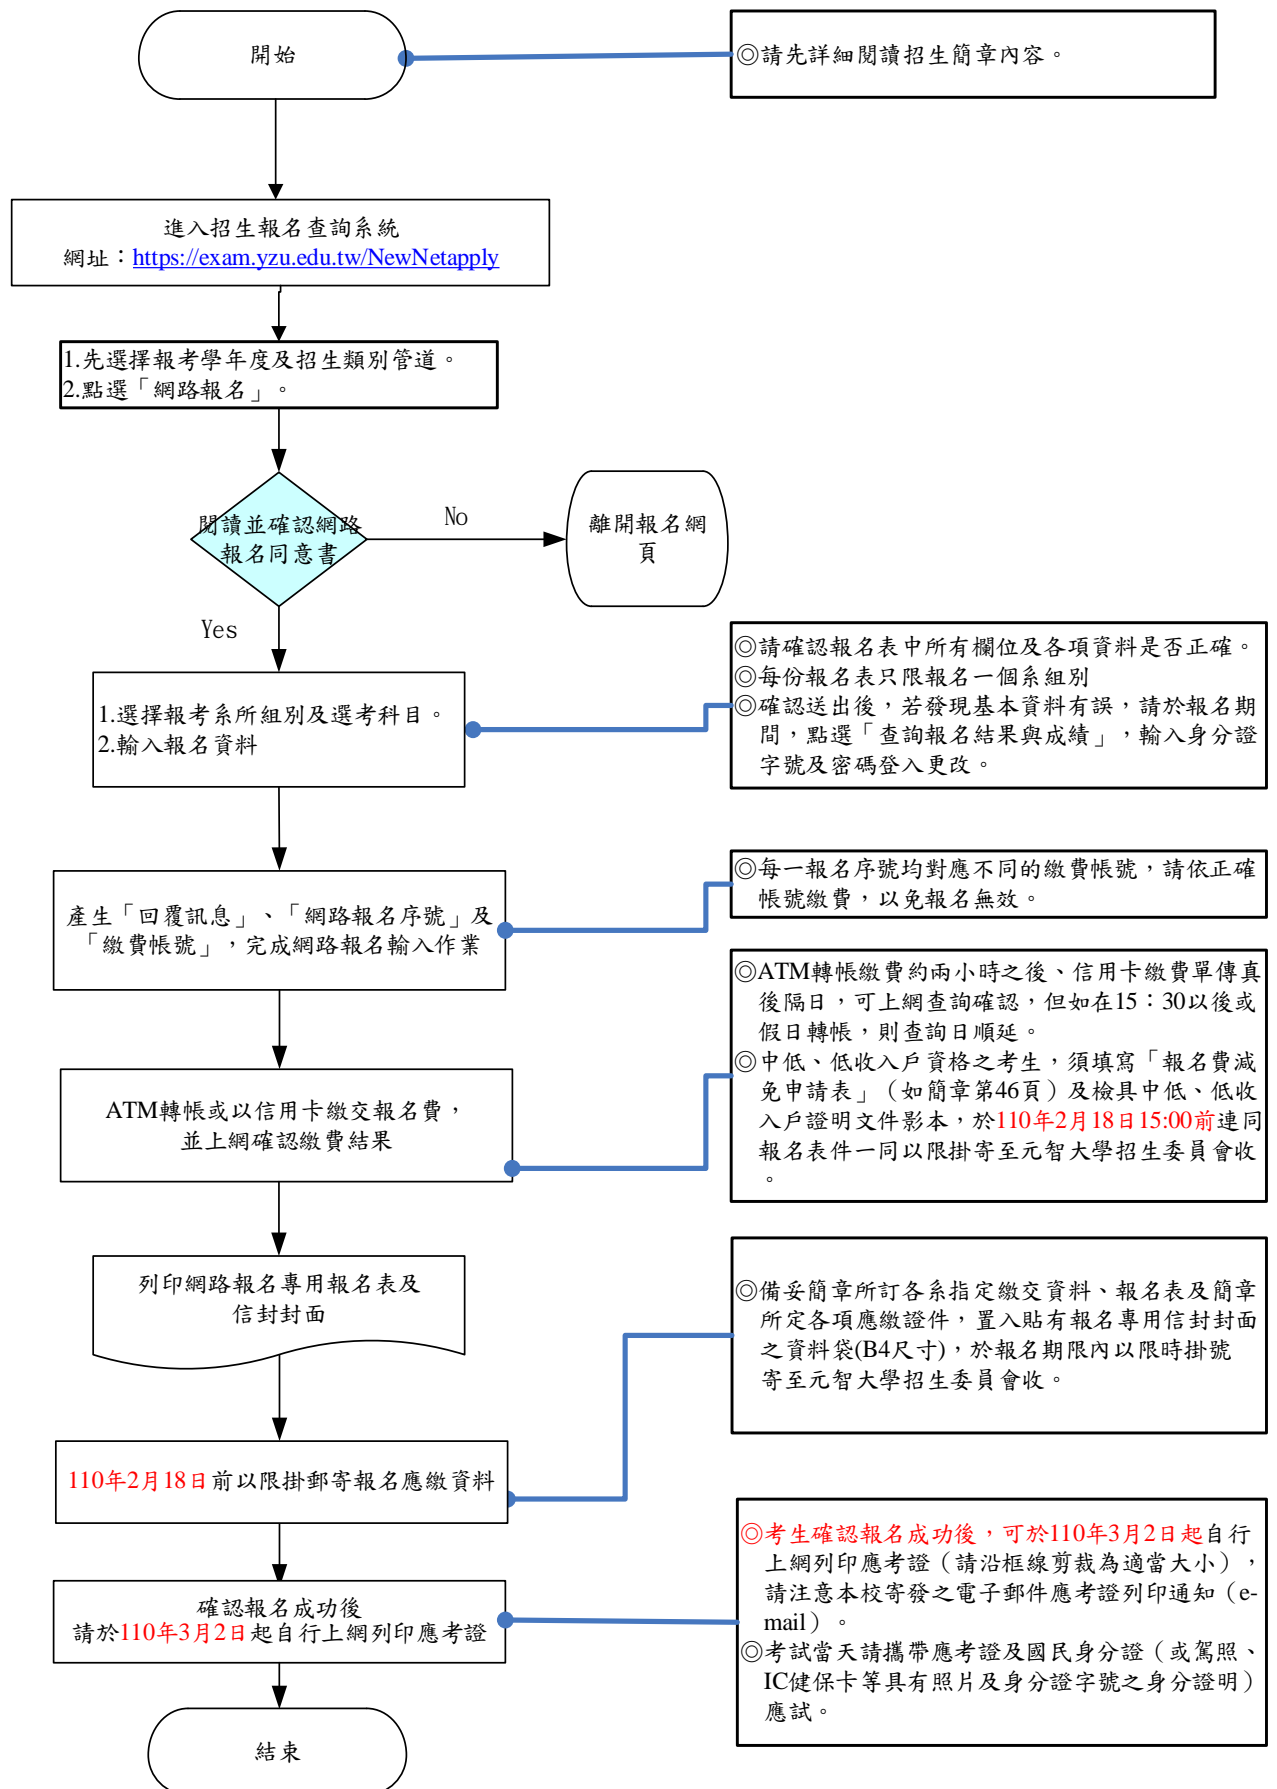 開始
◎請先詳細閱讀招生簡章內容。
進入招生報名查詢系統
網址：https://exam.yzu.edu.tw/NewNetapply
1.先選擇報考學年度及招生類別管道。
2.點選「網路報名」。
閱讀並確認網路
報名同意書
No
離開報名網
頁
Yes
1.選擇報考系所組別及選考科目。
2.輸入報名資料
◎請確認報名表中所有欄位及各項資料是否正確。
◎每份報名表只限報名一個系組別
◎確認送出後，若發現基本資料有誤，請於報名期
間，點選「查詢報名結果與成績」，輸入身分證
字號及密碼登入更改。
產生「回覆訊息」、「網路報名序號」及
「繳費帳號」，完成網路報名輸入作業
◎每一報名序號均對應不同的繳費帳號，請依正確
帳號繳費，以免報名無效。
ATM轉帳或以信用卡繳交報名費，
並上網確認繳費結果
◎ATM轉帳繳費約兩小時之後、信用卡繳費單傳真
後隔日，可上網查詢確認，但如在15：30以後或
假日轉帳，則查詢日順延。
◎中低、低收入戶資格之考生，須填寫「報名費減
免申請表」（如簡章第46頁）及檢具中低、低收
入戶證明文件影本，於110年2月18日15:00前連同
報名表件一同以限掛寄至元智大學招生委員會收
。
列印網路報名專用報名表及
信封封面
◎備妥簡章所訂各系指定繳交資料、報名表及簡章
所定各項應繳證件，置入貼有報名專用信封封面
之資料袋(B4尺寸)，於報名期限內以限時掛號
寄至元智大學招生委員會收。
110年2月18日前以限掛郵寄報名應繳資料
確認報名成功後
請於110年3月2日起自行上網列印應考證
◎考生確認報名成功後，可於110年3月2日起自行
上網列印應考證（請沿框線剪裁為適當大小），
請注意本校寄發之電子郵件應考證列印通知（e-
mail）。
◎考試當天請攜帶應考證及國民身分證（或駕照、
IC健保卡等具有照片及身分證字號之身分證明）
應試。
結束